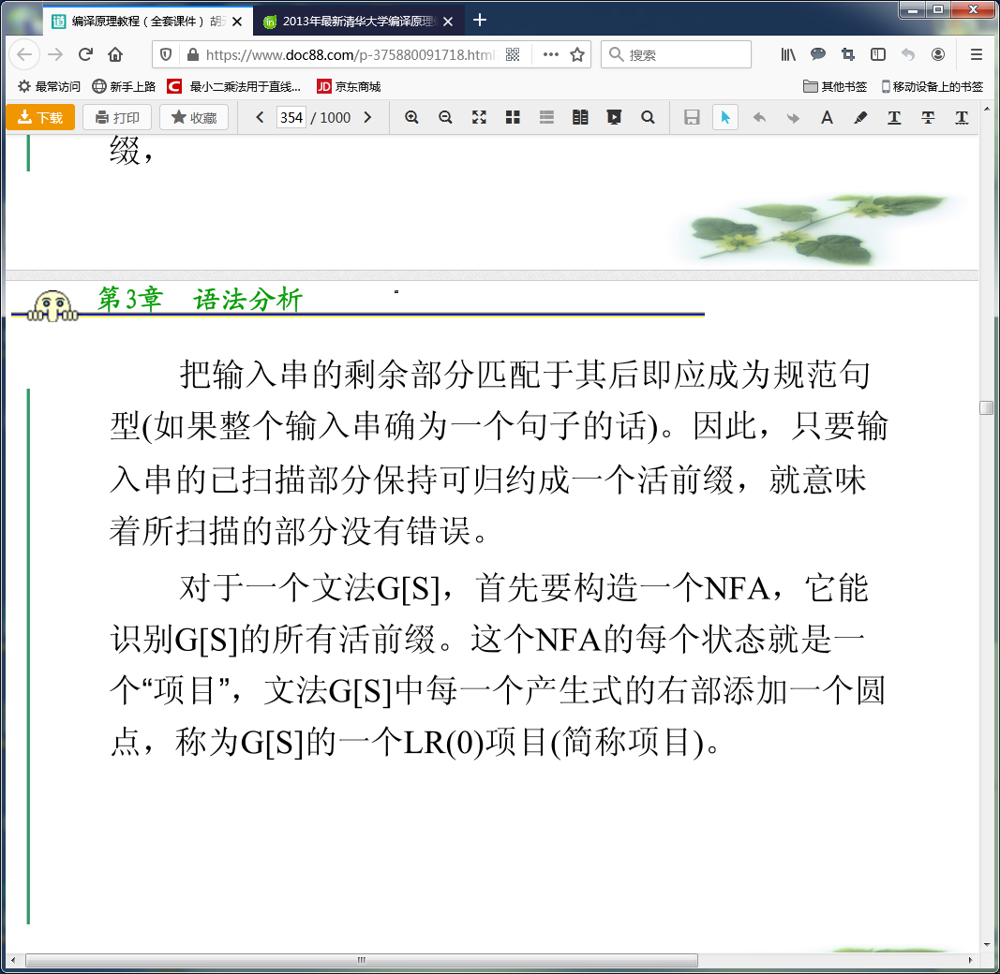 编译原理教程（全套课件） 胡
2013年最新清华大学编译原理
https://www.doc88.com/p-375880091718.html
搜索
最常访问 新手上路 最小二乘法用于直线... JD 京东商城 其他书签 移动设备上的书签
下载 打印 收藏 354 / 1000
缀，
第3章 语法分析
把输入串的剩余部分匹配于其后即应成为规范句
型(如果整个输入串确为一个句子的话)。因此，只要输
入串的已扫描部分保持可归约成一个活前缀，就意味
着所扫描的部分没有错误。
对于一个文法G[S]，首先要构造一个NFA，它能
识别G[S]的所有活前缀。这个NFA的每个状态就是一
个“项目”，文法G[S]中每一个产生式的右部添加一个圆
点，称为G[S]的一个LR(0)项目(简称项目)。